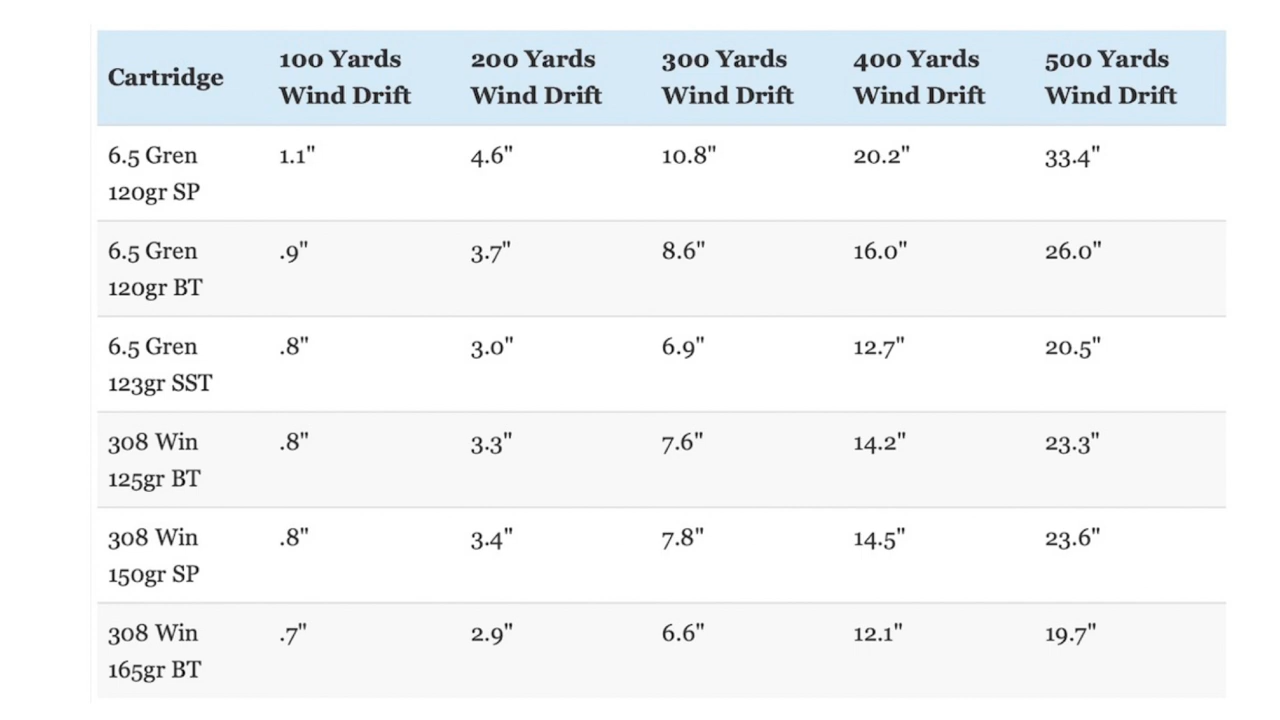 Cartridge 100 Yards Wind Drift 200 Yards Wind Drift 300 Yards Wind Drift 400 Yards Wind Drift 500 Yards Wind Drift
6.5 Gren 120gr SP 1.1" 4.6" 10.8" 20.2" 33.4"
6.5 Gren 120gr BT .9" 3.7" 8.6" 16.0" 26.0"
6.5 Gren 123gr SST .8" 3.0" 6.9" 12.7" 20.5"
308 Win 125gr BT .8" 3.3" 7.6" 14.2" 23.3"
308 Win 150gr SP .8" 3.4" 7.8" 14.5" 23.6"
308 Win 165gr BT .7" 2.9" 6.6" 12.1" 19.7"